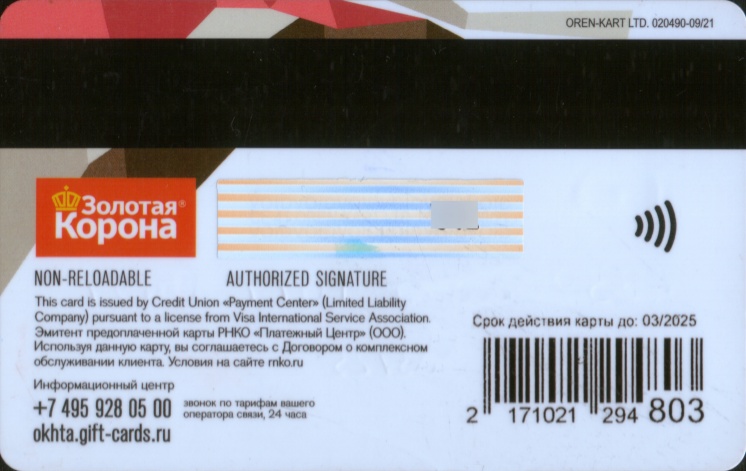 OREN-KART LTD. 020490-09/21
Золотая®
Корона
NON-RELOADABLE
AUTHORIZED SIGNATURE
This card is issued by Credit Union «Payment Center» (Limited Liability
Company) pursuant to a license from Visa International Service Association.
Эмитент предоплаченной карты РНКО «Платежный Центр» (ООО).
Используя данную карту, вы соглашаетесь с Договором о комплексном
обслуживании клиента. Условия на сайте rnko.ru
Срок действия карты до: 03/2025
Информационный центр
+7 495 928 05 00
звонок по тарифам вашего
оператора связи, 24 часа
okhta.gift-cards.ru
2 171021 294 803